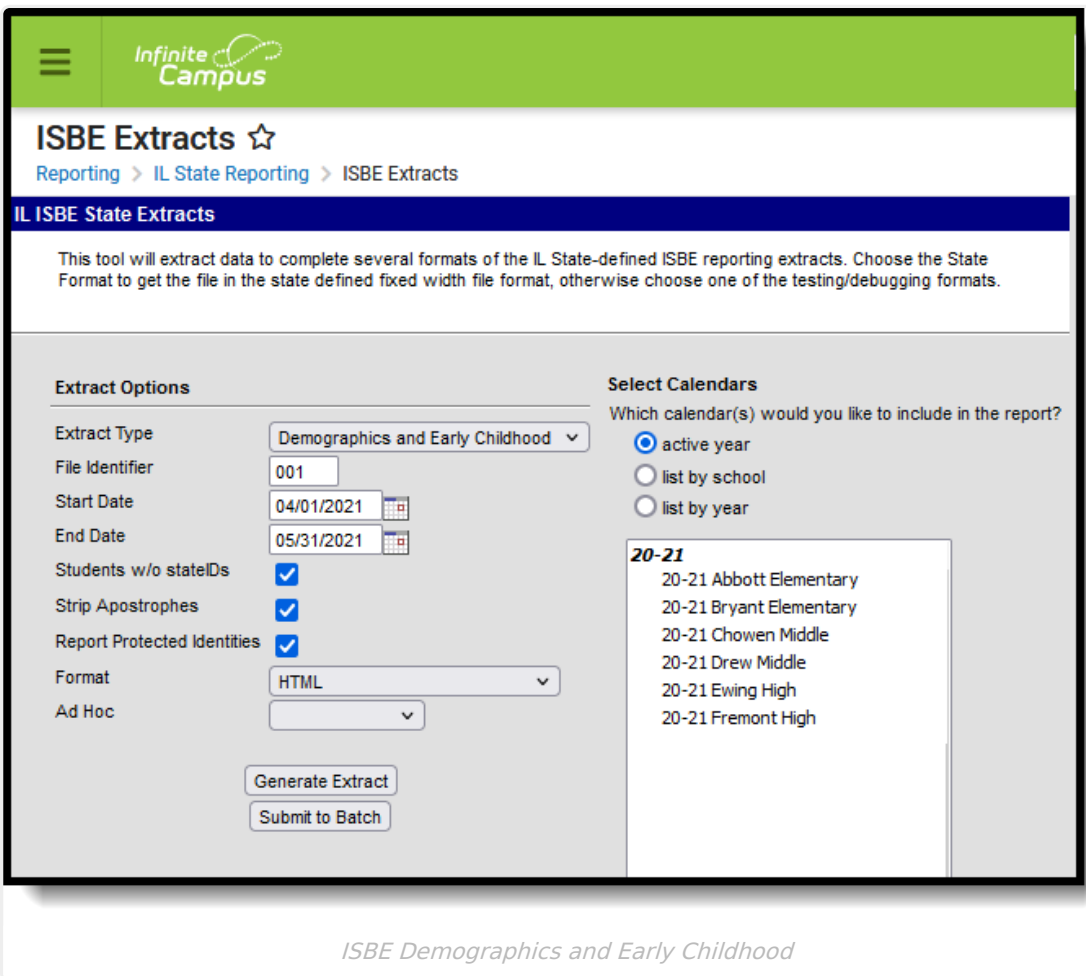 Infinite
Campus
ISBE Extracts
Reporting > IL State Reporting > ISBE Extracts
IL ISBE State Extracts
This tool will extract data to complete several formats of the IL State-defined ISBE reporting extracts. Choose the State
Format to get the file in the state defined fixed width file format, otherwise choose one of the testing/debugging formats.
Extract Options
Extract Type Demographics and Early Childhood
File Identifier 001
Start Date 04/01/2021
End Date 05/31/2021
Students w/o stateIDs
Strip Apostrophes
Report Protected Identities
Format HTML
Ad Hoc
Generate Extract
Submit to Batch
Select Calendars
Which calendar(s) would you like to include in the report?
active year
list by school
list by year
20-21
20-21 Abbott Elementary
20-21 Bryant Elementary
20-21 Chowen Middle
20-21 Drew Middle
20-21 Ewing High
20-21 Fremont High
ISBE Demographics and Early Childhood